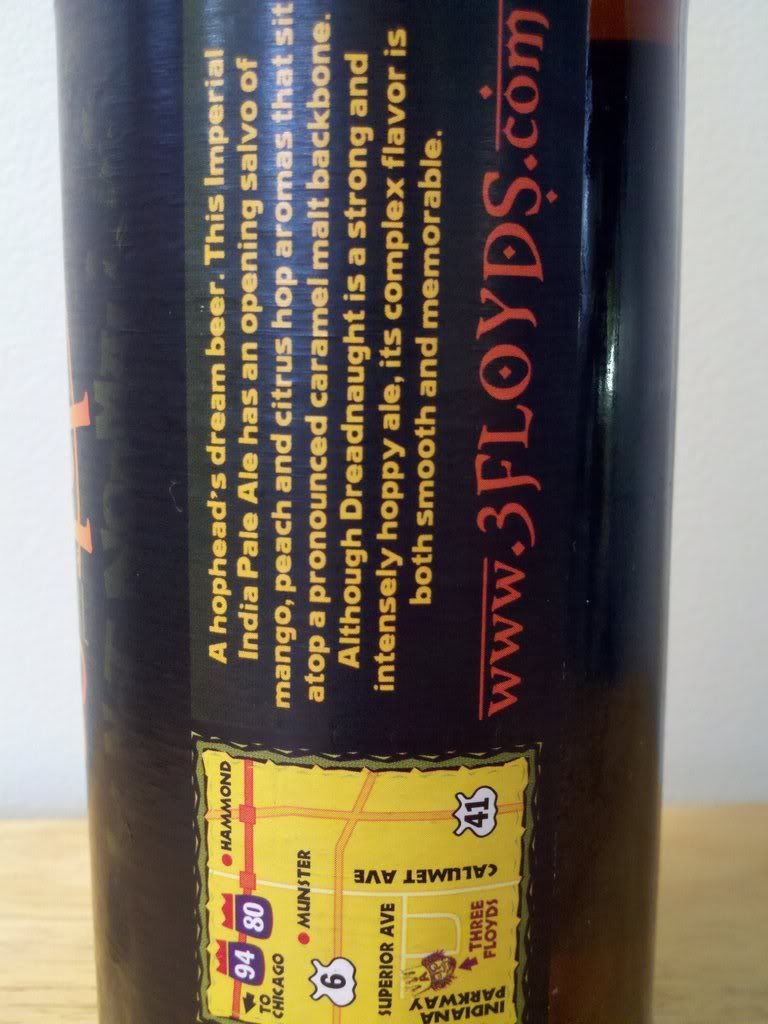 A hophead's dream beer. This Imperial
India Pale Ale has an opening salvo of
mango, peach and citrus hop aromas that sit
atop a pronounced caramel malt backbone.
Although Dreadnaught is a strong and
intensely hoppy ale, its complex flavor is
both smooth and memorable.
www.3FLOYDS.com
HAMMOND
94
80
TO
CHICAGO
MUNSTER
6
41
CALUMET AVE
SUPERIOR AVE
THREE
FLOYDS
INDIANA
PARKWAY